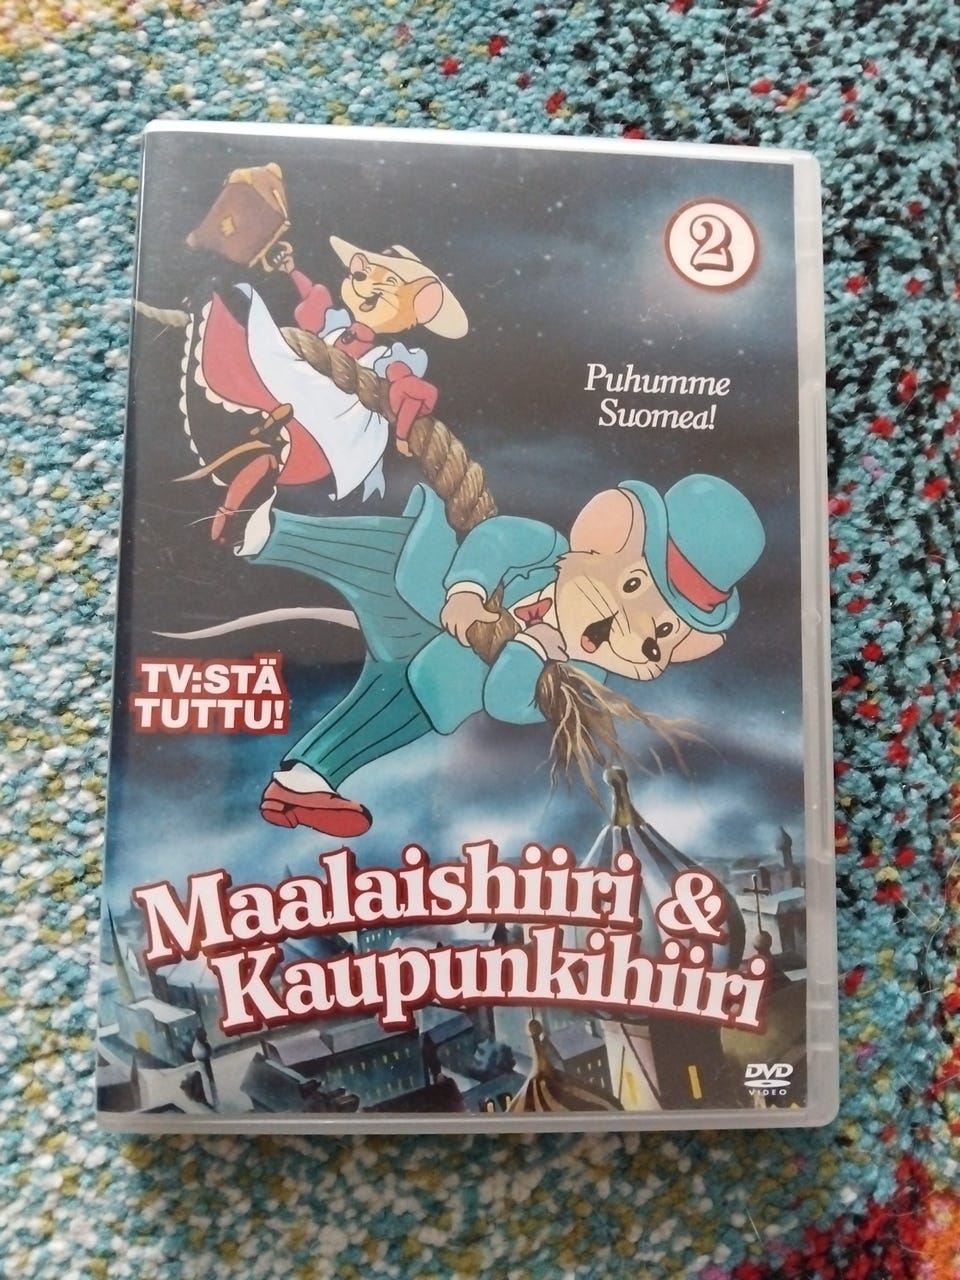 2
Puhumme
Suomea!
TV:STÄ
TUTTU!
Maalaishiiri &
Kaupunkihiiri
DVD
VIDEO